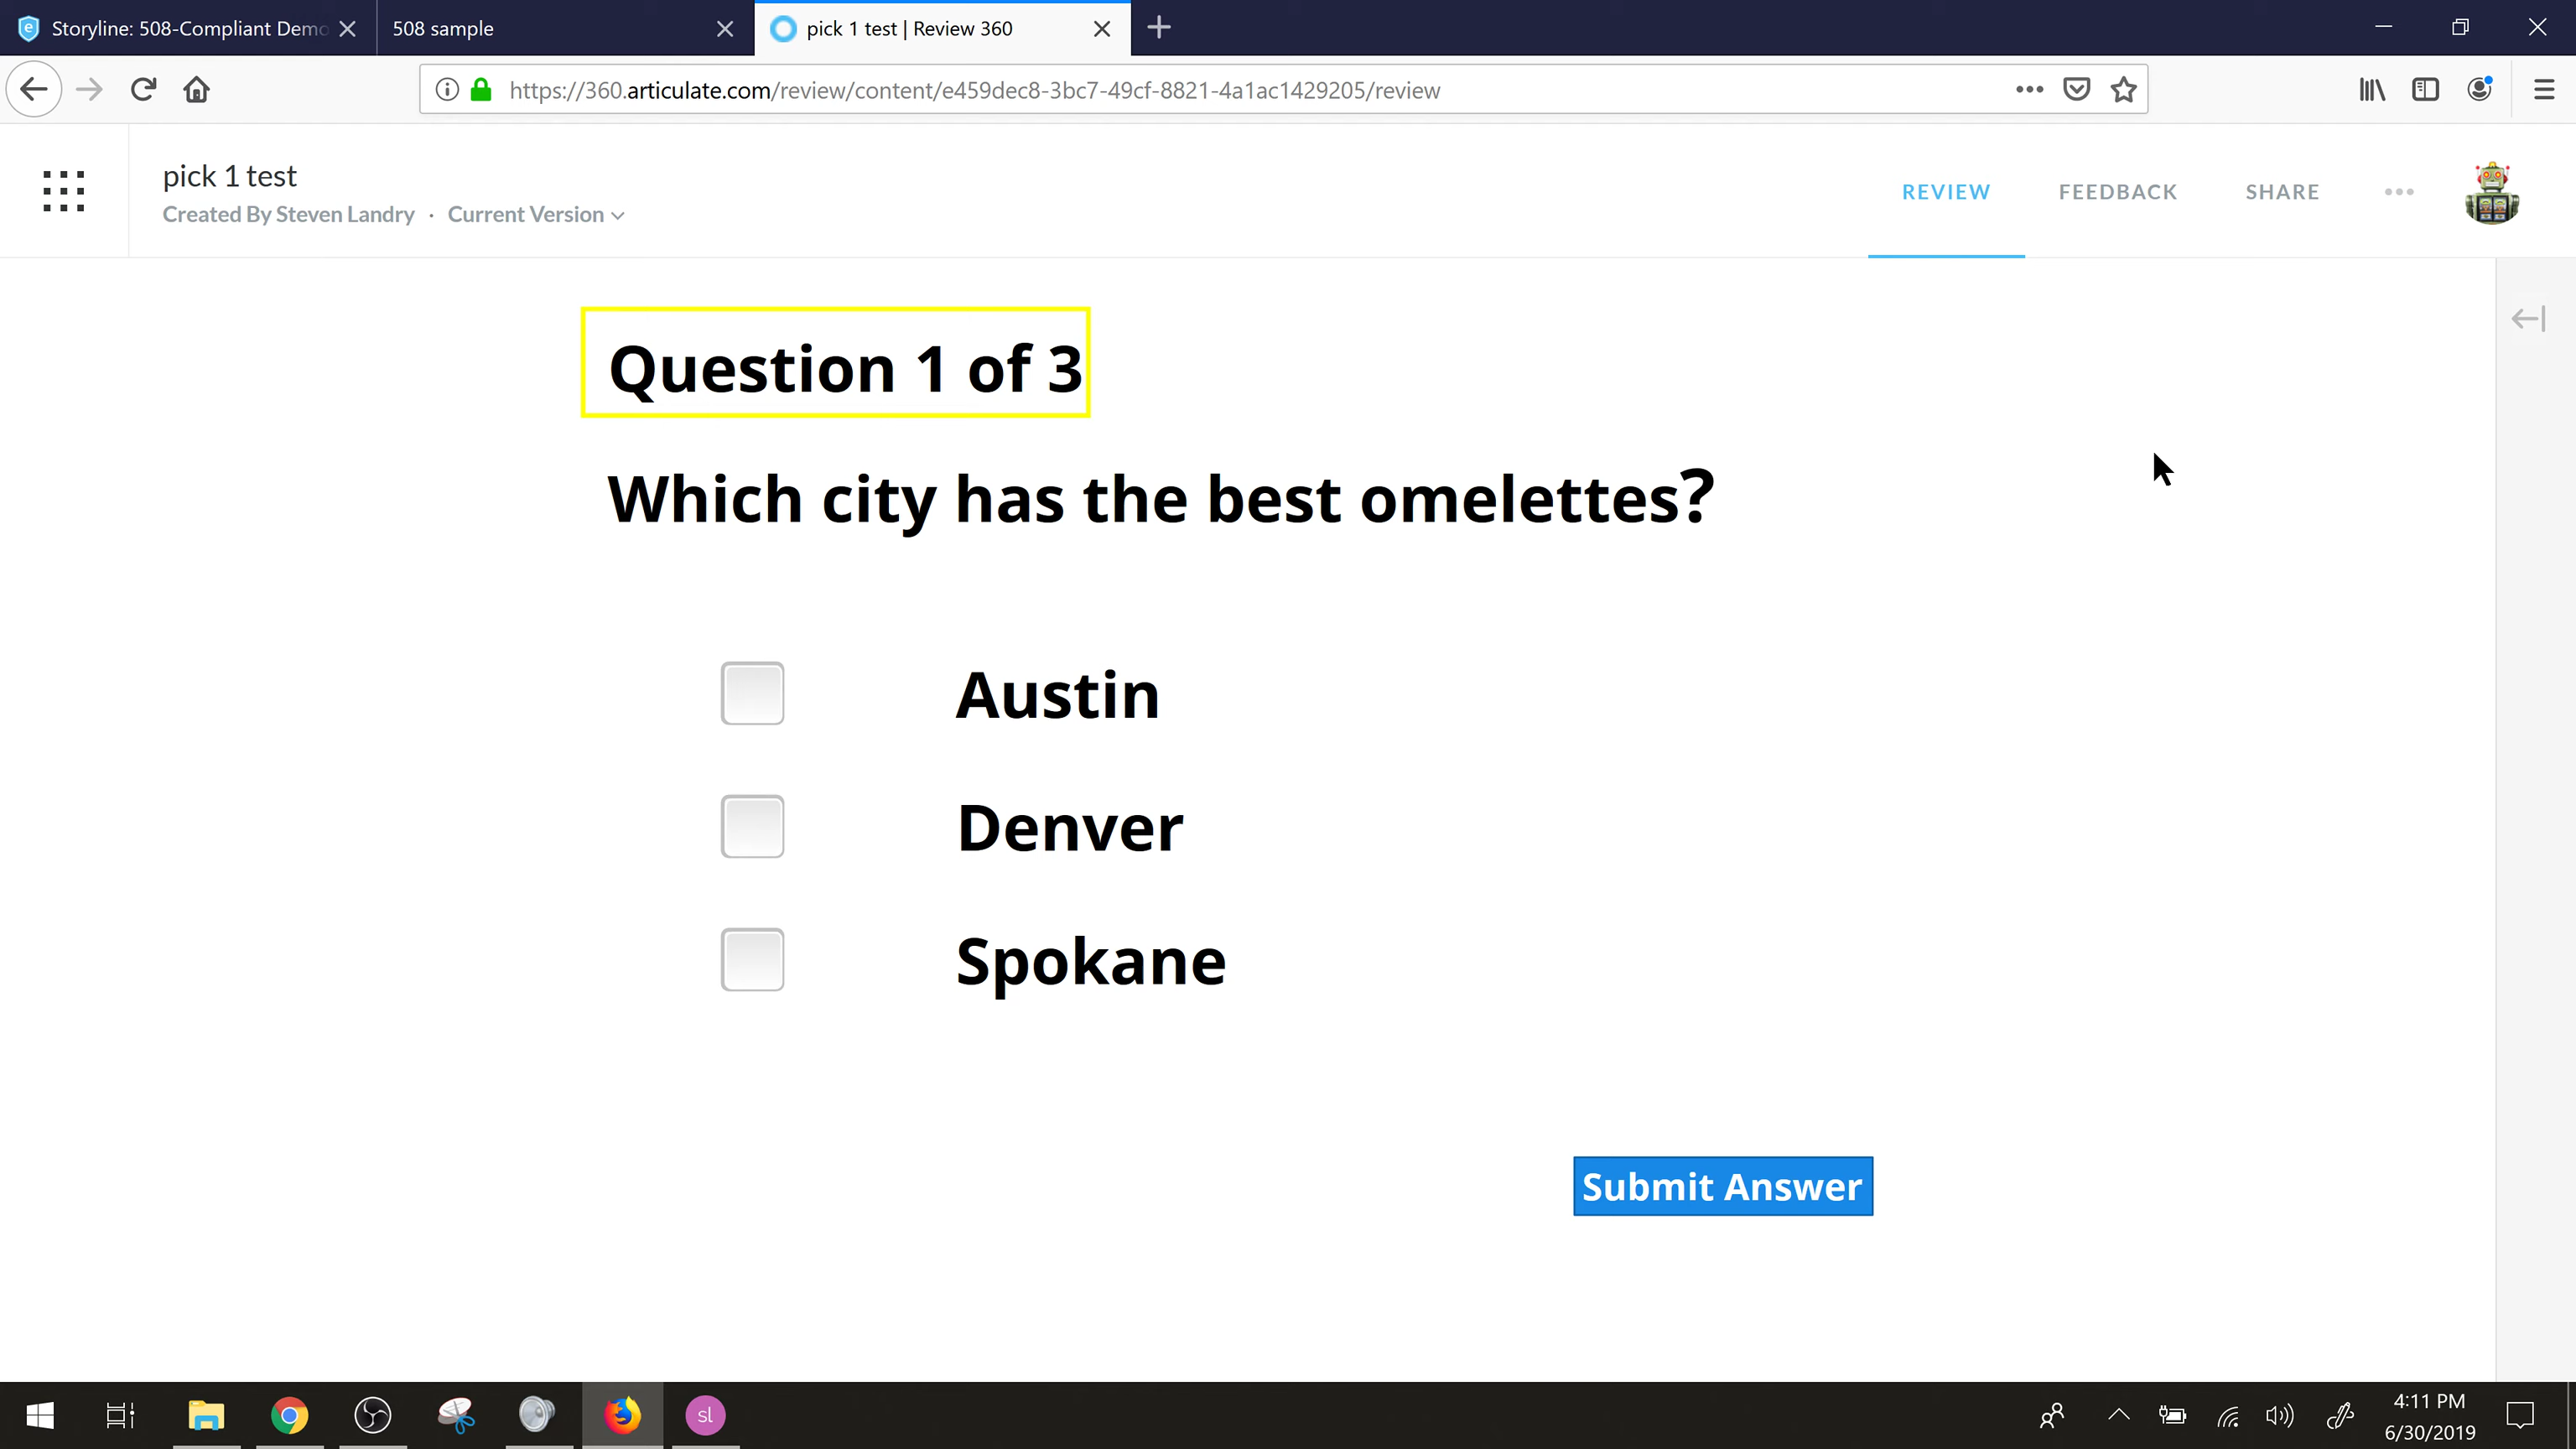 Storyline: 508-Compliant Demo
508 sample
pick 1 test | Review 360
https://360.articulate.com/review/content/e459dec8-3bc7-49cf-8821-4a1ac1429205/review
pick 1 test
Created By Steven Landry · Current Version
REVIEW
FEEDBACK
SHARE
Question 1 of 3
Which city has the best omelettes?
Austin
Denver
Spokane
Submit Answer
sl
4:11 PM
6/30/2019